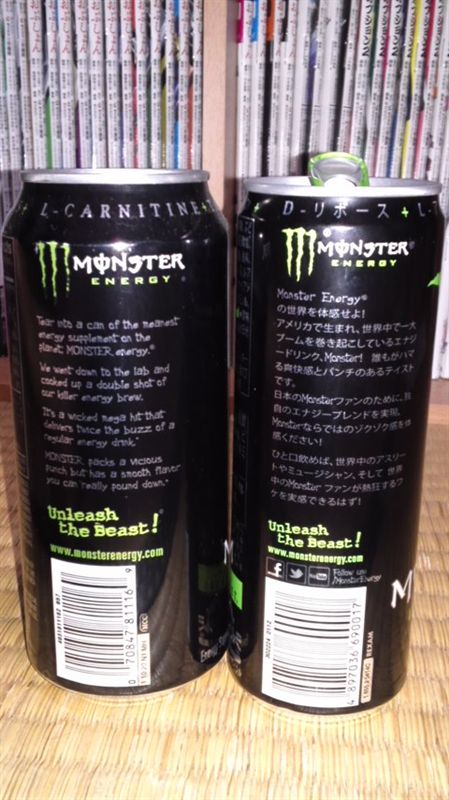 L-CARNITINE+
MONSTER
ENERGY
Tear into a can of the meanest
energy supplement on the
planet, MONSTER energy.®
We went down to the lab and
cooked up a double shot of
our killer energy brew.
It's a wicked mega hit that
delivers twice the buzz of a
regular energy drink.
MONSTER packs a vicious
punch but has a smooth flavor
you can really pound down.
Unleash
the Beast!
www.monsterenergy.com
0 70847 81116 9
D-リボース + L-
MONSTER
ENERGY
Monster Energy®
の世界を体感せよ!
アメリカで生まれ、世界中で一大
ブームを巻き起こしているエナジ
ードリンク、Monster! 誰もがハマ
る爽快感とパンチのあるテイスト
です。
日本のMonsterファンのために、独
自のエナジーブレンドを実現。
Monsterならではのゾクゾク感を体
感ください!
ひと口飲めば、世界中のアスリー
トやミュージシャン、そして 世界
中のMonster ファンが熱狂するワ
ケを実感できるはず!
Unleash
the Beast!
www.monsterenergy.com
Follow us
/MonsterEnergy
302224 2112
4 897036 690017
REXAM